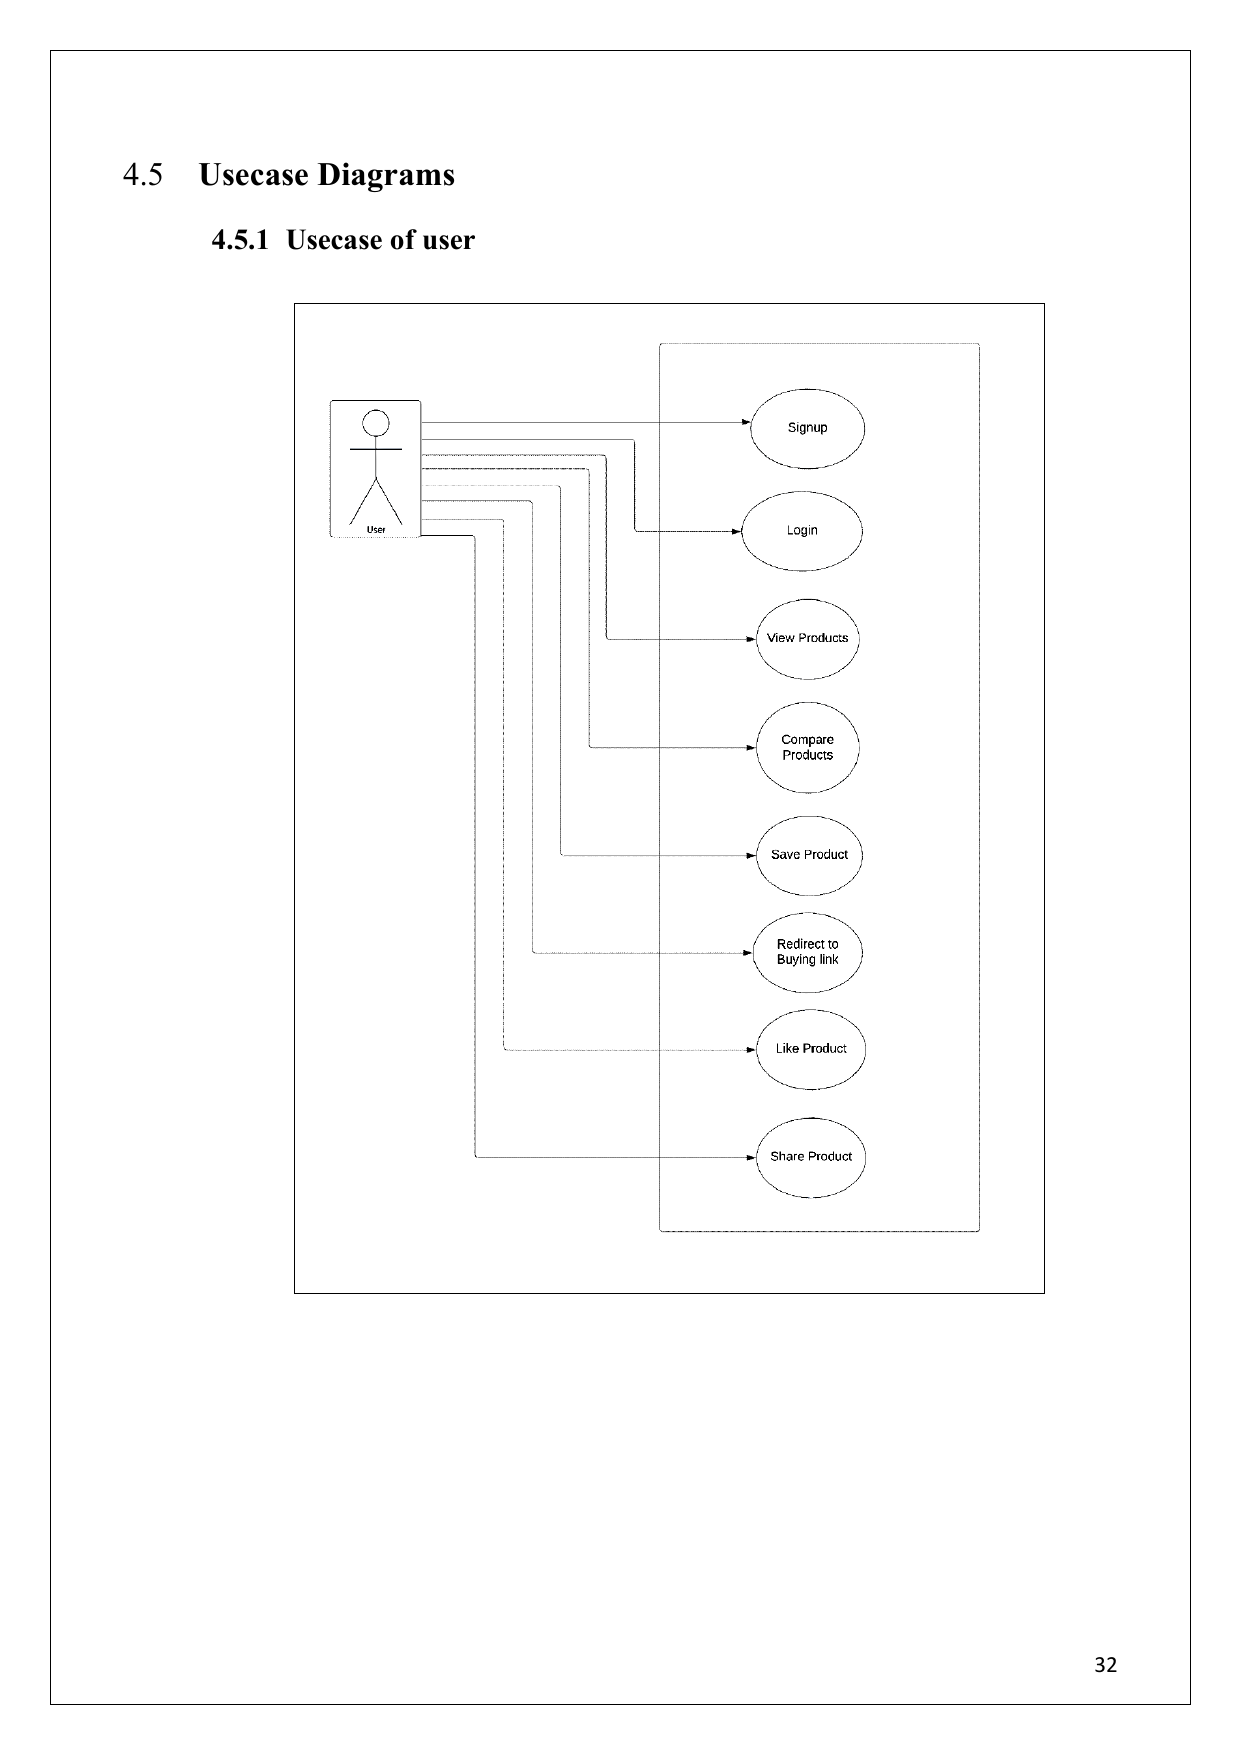 4.5 Usecase Diagrams
4.5.1 Usecase of user
User
Signup
Login
View Products
Compare
Products
Save Product
Redirect to
Buying link
Like Product
Share Product
32